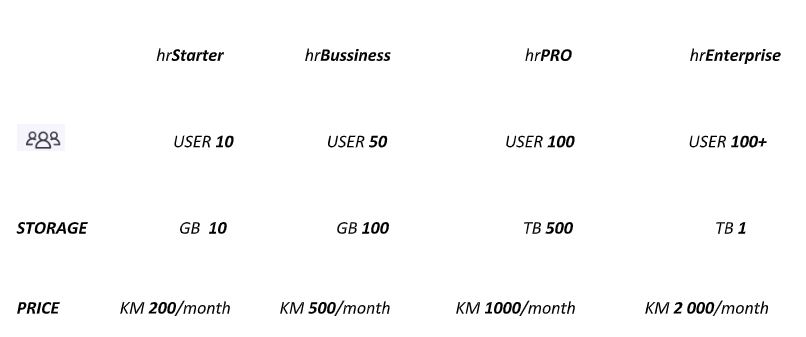 hrStarter hrBussiness hrPRO hrEnterprise
USER 10 USER 50 USER 100 USER 100+
STORAGE GB 10 GB 100 TB 500 TB 1
PRICE KM 200/month KM 500/month KM 1000/month KM 2 000/month